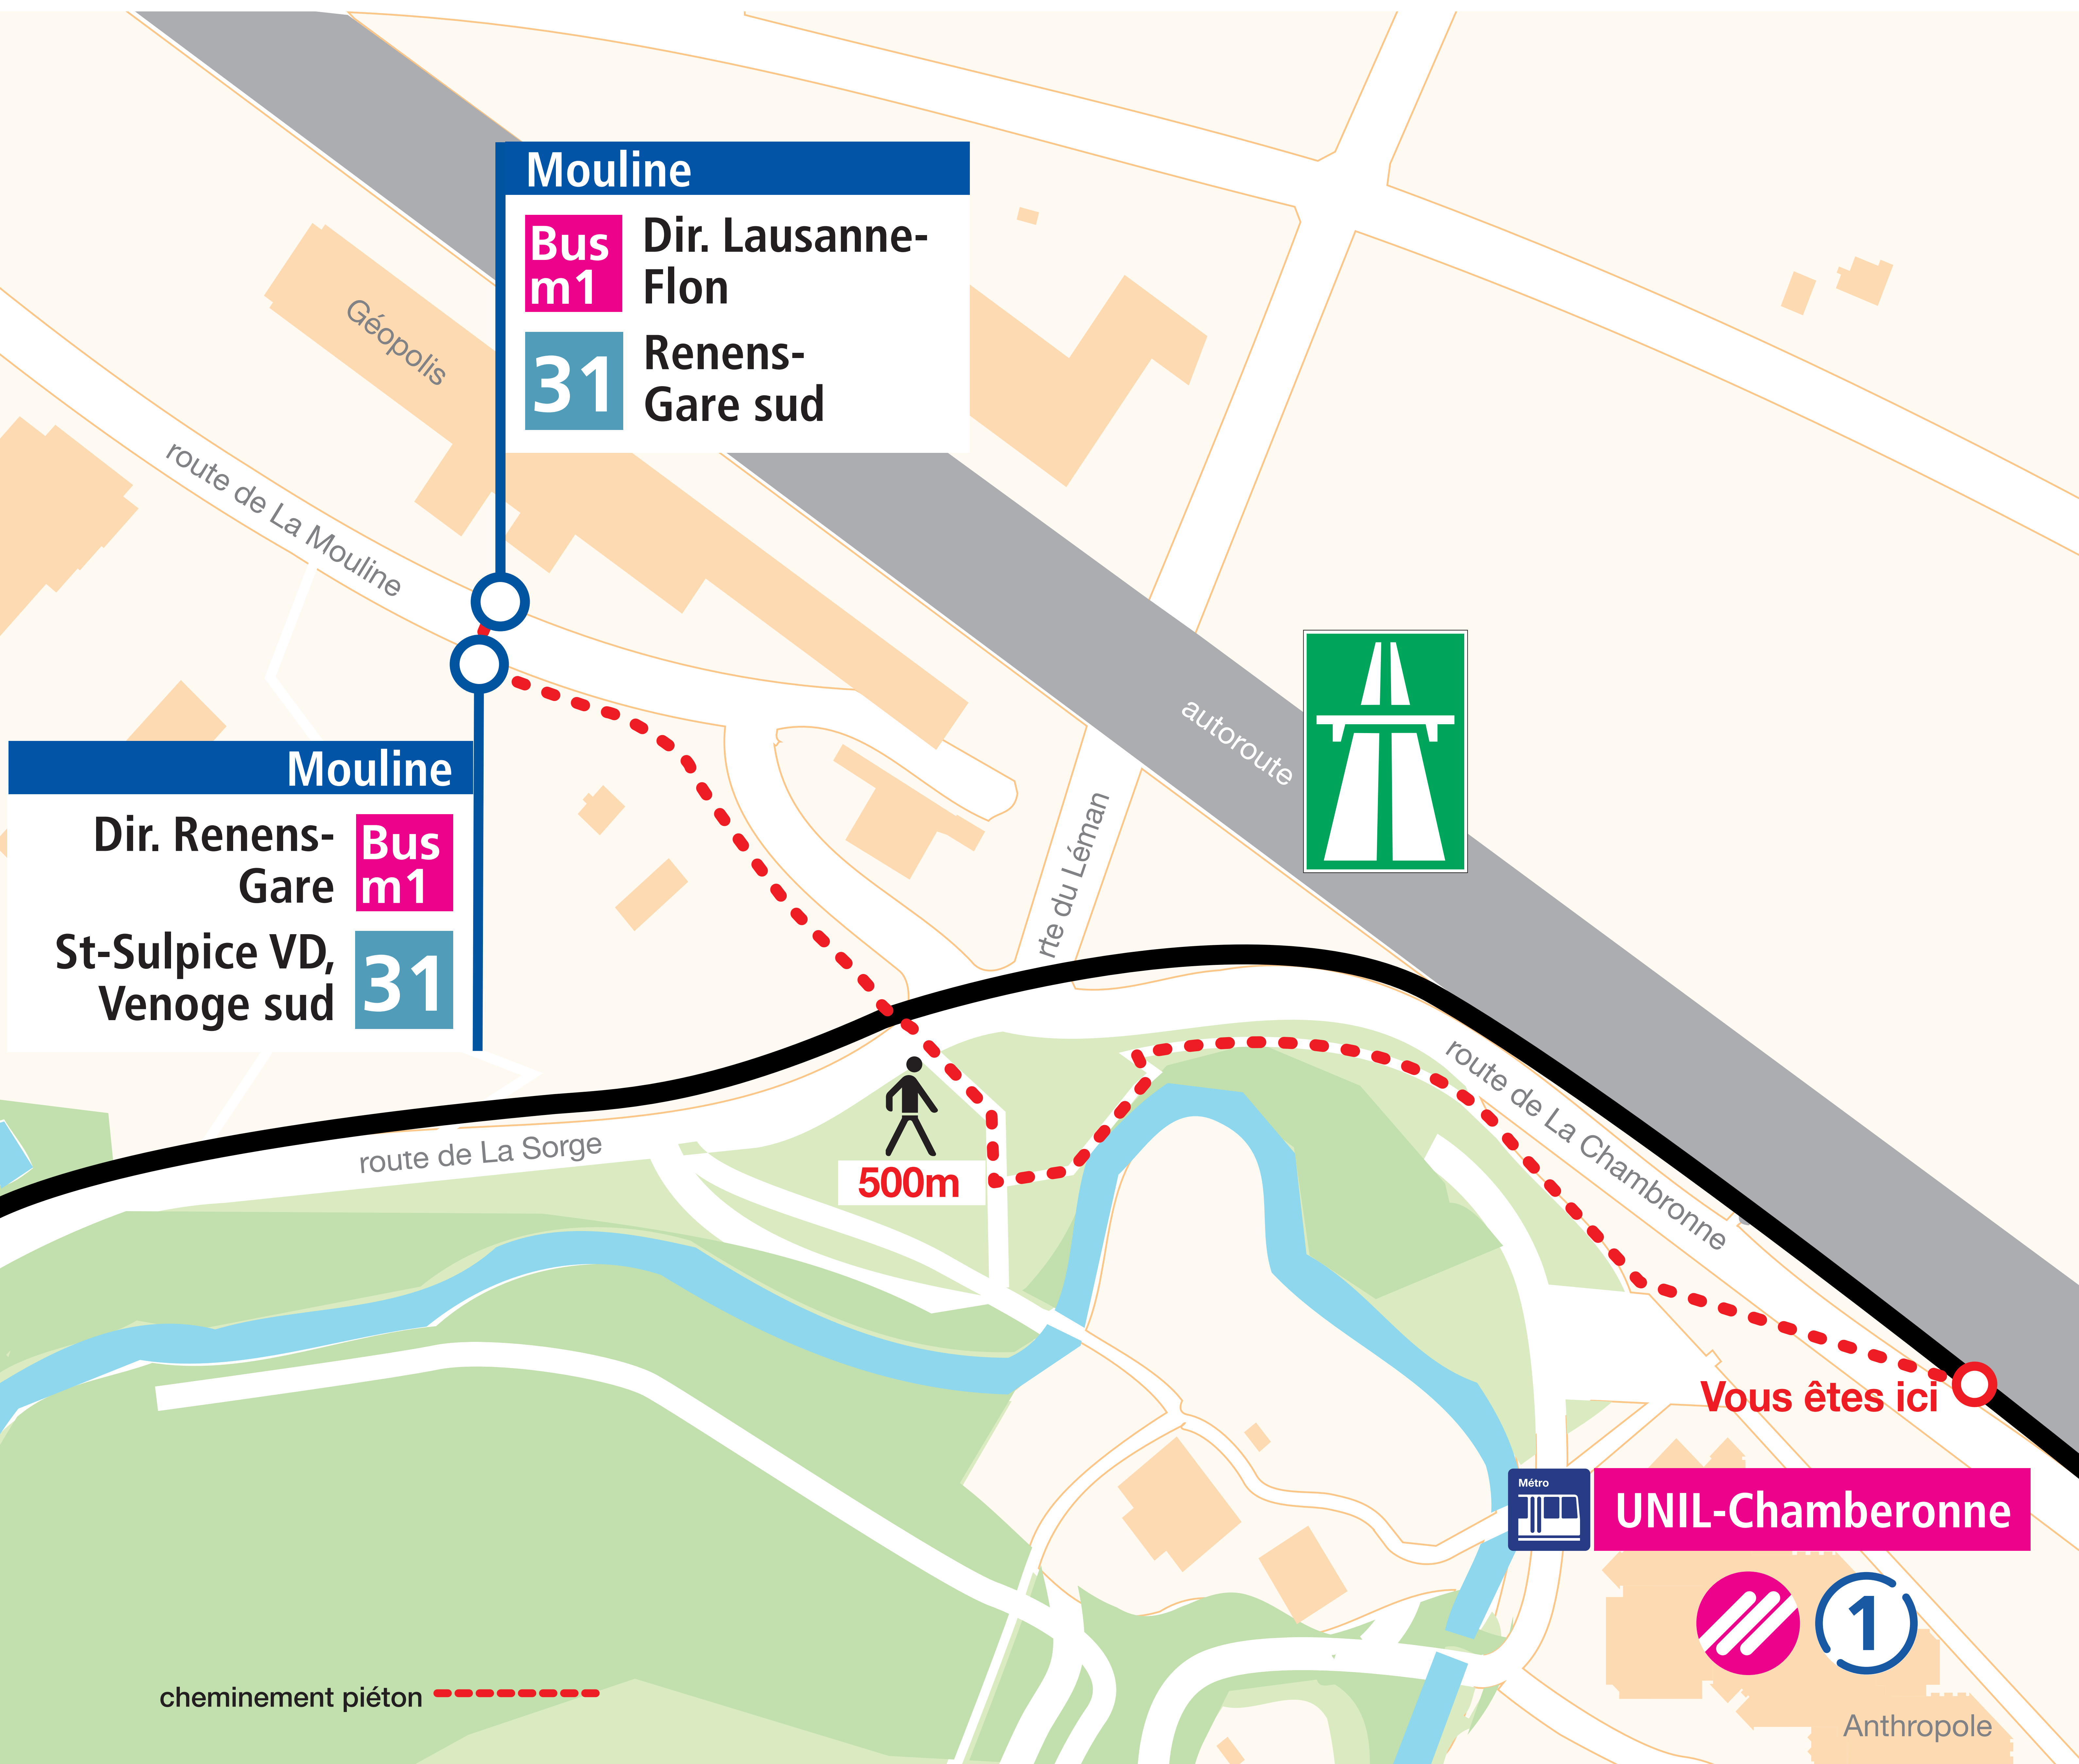 Mouline
Bus
m1
Dir. Lausanne-
Flon
31
Renens-
Gare sud
Géopolis
route de La Mouline
autoroute
Mouline
Dir. Renens-
Gare
Bus
m1
St-Sulpice VD,
Venoge sud
31
rte du Léman
route de La Chambronne
route de La Sorge
500m
Vous êtes ici
Métro
UNIL-Chamberonne
1
cheminement piéton
Anthropole